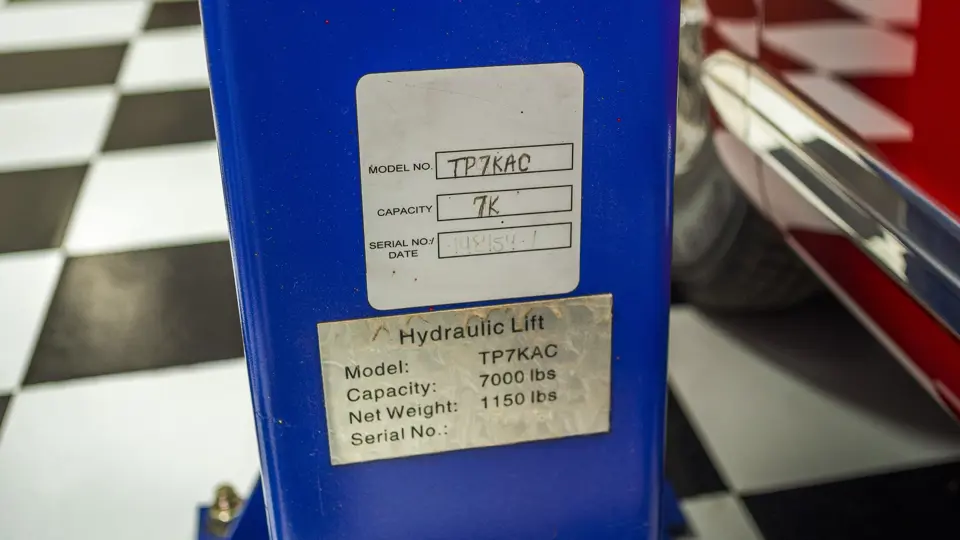 MODEL NO. TP7KAC
CAPACITY 7K
SERIAL NO:/
DATE
Hydraulic Lift
Model: TP7KAC
Capacity: 7000 lbs
Net Weight: 1150 lbs
Serial No.: